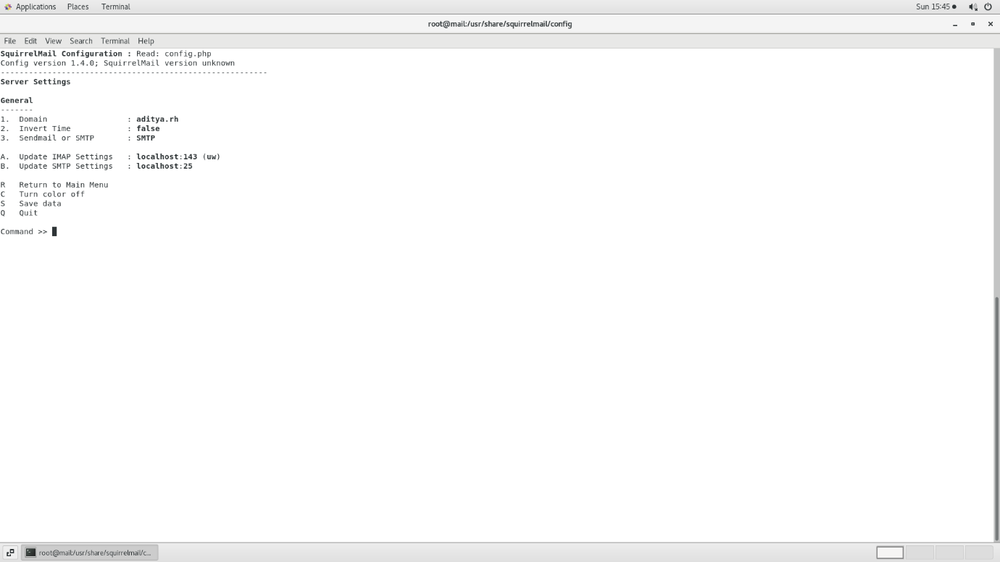 Applications Places Terminal Sun 15:45
root@mail:/usr/share/squirrelmail/config
File Edit View Search Terminal Help
SquirrelMail Configuration : Read: config.php
Config version 1.4.0; SquirrelMail version unknown
---------------------------------------------------------
Server Settings
General
-------
1.  Domain                 : aditya.rh
2.  Invert Time            : false
3.  Sendmail or SMTP       : SMTP
A.  Update IMAP Settings   : localhost:143 (uw)
B.  Update SMTP Settings   : localhost:25
R   Return to Main Menu
C   Turn color off
S   Save data
Q   Quit
Command >>
root@mail:/usr/share/squirrelmail/c...